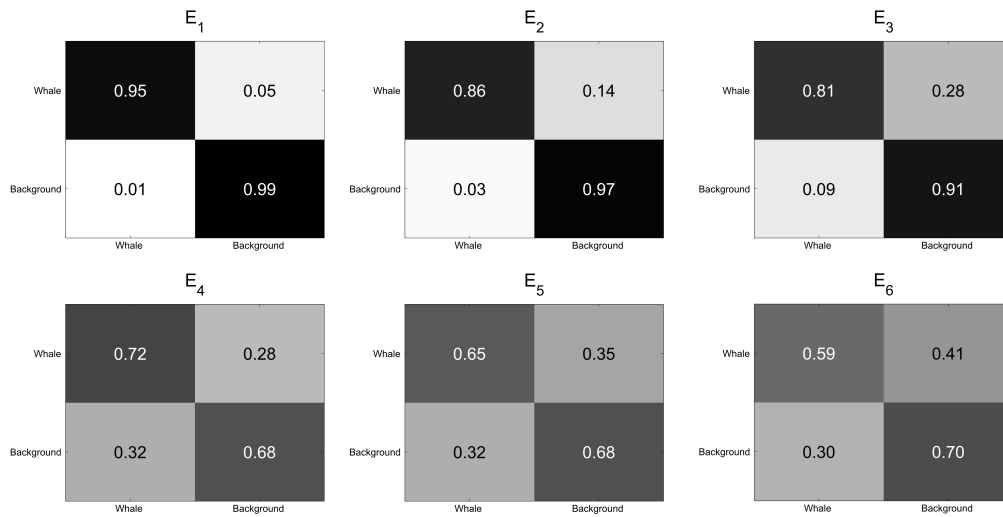 E1 E2 E3
Whale 0.95 0.05 Whale 0.86 0.14 Whale 0.81 0.28
Background 0.01 0.99 Background 0.03 0.97 Background 0.09 0.91
Whale Background Whale Background Whale Background
E4 E5 E6
Whale 0.72 0.28 Whale 0.65 0.35 Whale 0.59 0.41
Background 0.32 0.68 Background 0.32 0.68 Background 0.30 0.70
Whale Background Whale Background Whale Background